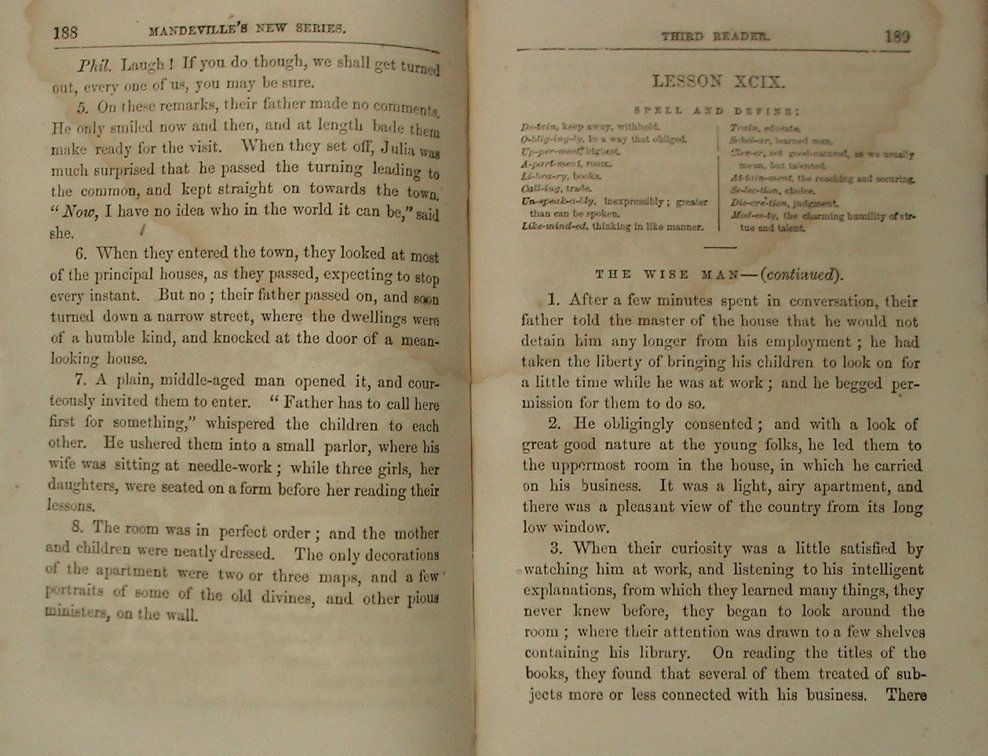 188
MANDEVILLE'S NEW SERIES.
Phil. Laugh! If you do though, we shall get turned
out, every one of us, you may be sure.
5. On these remarks, their father made no comments.
He only smiled now and then, and at length bade them
make ready for the visit. When they set off, Julia was
much surprised that he passed the turning leading to
the common, and kept straight on towards the town.
"Now, I have no idea who in the world it can be," said
she.
6. When they entered the town, they looked at most
of the principal houses, as they passed, expecting to stop
every instant. But no; their father passed on, and soon
turned down a narrow street, where the dwellings were
of a humble kind, and knocked at the door of a mean-
looking house.
7. A plain, middle-aged man opened it, and cour-
teously invited them to enter. "Father has to call here
first for something," whispered the children to each
other. He ushered them into a small parlor, where his
wife was sitting at needle-work; while three girls, her
daughters, were seated on a form before her reading their
lessons.
8. The room was in perfect order; and the mother
and children were neatly dressed. The only decorations
of the apartment were two or three maps, and a few
portraits of some of the old divines, and other pious
ministers, on the wall.
THIRD READER.
189
LESSON XCIX.
SPELL AND DEFINE:
De-tain, keep away, withhold.
O-blig-ing-ly, in a way that obliged.
Up-per-most, highest.
A-part-ment, room.
Li-bra-ry, books.
Call-ing, trade.
Un-speak-a-bly, inexpressibly; greater
than can be spoken.
Like-mind-ed, thinking in like manner.
Train, educate.
Schol-ar, learned man.
Clev-er, not good-natured, as we usually
mean, but talented.
At-tain-ment, the reaching and securing.
Se-lec-tion, choice.
Dis-cre-tion, judgment.
Mod-es-ty, the charming humility of vir-
tue and talent.
THE WISE MAN—(continued).
1. After a few minutes spent in conversation, their
father told the master of the house that he would not
detain him any longer from his employment; he had
taken the liberty of bringing his children to look on for
a little time while he was at work; and he begged per-
mission for them to do so.
2. He obligingly consented; and with a look of
great good nature at the young folks, he led them to
the uppermost room in the house, in which he carried
on his business. It was a light, airy apartment, and
there was a pleasant view of the country from its long
low window.
3. When their curiosity was a little satisfied by
watching him at work, and listening to his intelligent
explanations, from which they learned many things, they
never knew before, they began to look around the
room; where their attention was drawn to a few shelves
containing his library. On reading the titles of the
books, they found that several of them treated of sub-
jects more or less connected with his business. There